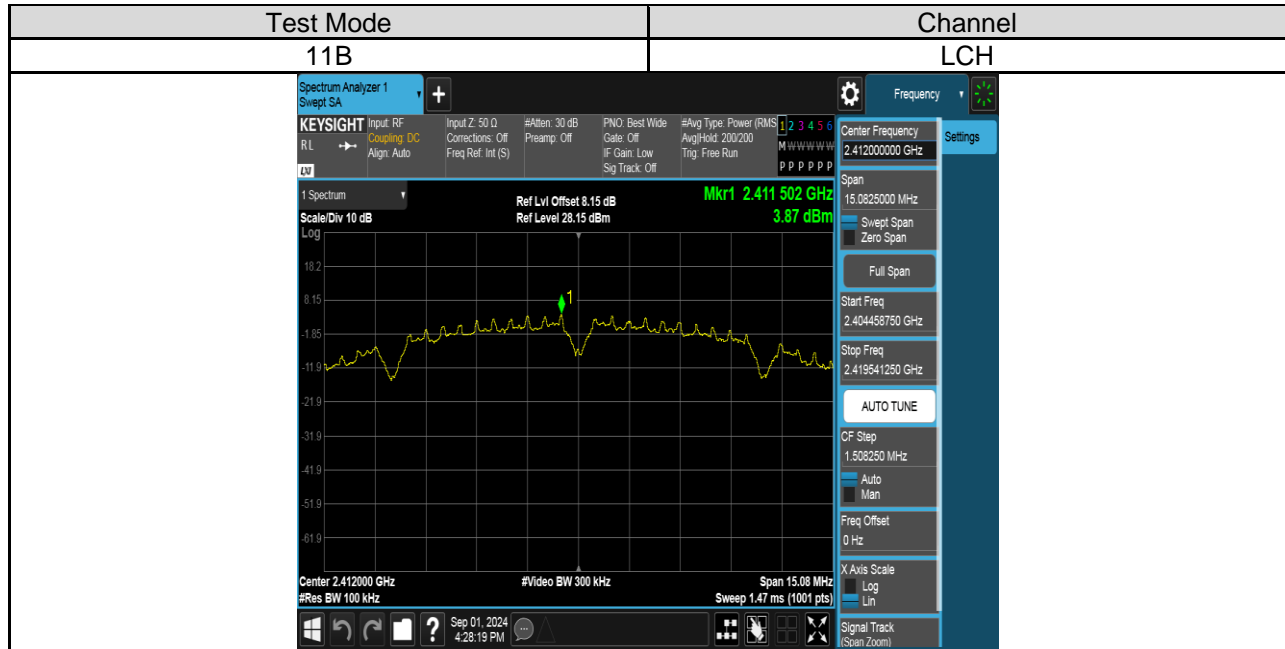 Test Mode Channel
11B LCH
Spectrum Analyzer 1
Swept SA
+
Frequency
KEYSIGHT
RL
LXI
Input: RF
Coupling: DC
Align: Auto
Input Z: 50 Ω
Corrections: Off
Freq Ref: Int (S)
#Atten: 30 dB
Preamp: Off
PNO: Best Wide
Gate: Off
IF Gain: Low
Sig Track: Off
#Avg Type: Power (RMS
Avg|Hold: 200/200
Trig: Free Run
1 2 3 4 5 6
M W W W W W
P P P P P P
1 Spectrum
Scale/Div 10 dB
Ref Lvl Offset 8.15 dB
Ref Level 28.15 dBm
Mkr1 2.411 502 GHz
3.87 dBm
Log
18.2
8.15
-1.85
-11.9
-21.9
-31.9
-41.9
-51.9
-61.9
1
Center 2.412000 GHz
#Res BW 100 kHz
#Video BW 300 kHz
Span 15.08 MHz
Sweep 1.47 ms (1001 pts)
?
Sep 01, 2024
4:28:19 PM
Center Frequency
2.412000000 GHz
Settings
Span
15.0825000 MHz
Swept Span
Zero Span
Full Span
Start Freq
2.404458750 GHz
Stop Freq
2.419541250 GHz
AUTO TUNE
CF Step
1.508250 MHz
Auto
Man
Freq Offset
0 Hz
X Axis Scale
Log
Lin
Signal Track
(Span Zoom)